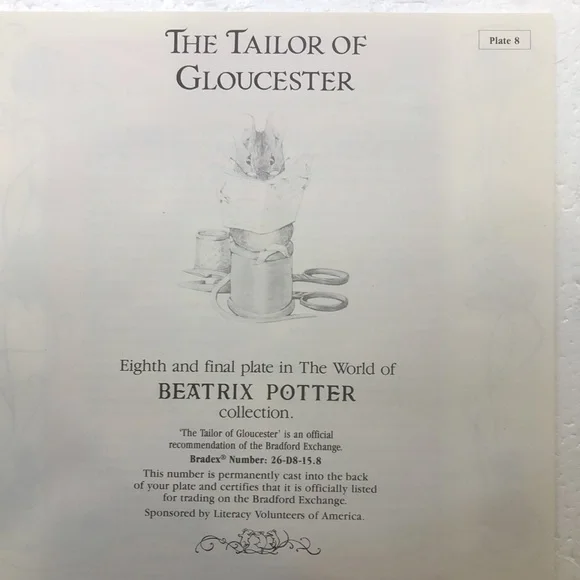 THE TAILOR OF
GLOUCESTER
Plate 8
Eighth and final plate in The World of
BEATRIX POTTER
collection.
'The Tailor of Gloucester' is an official
recommendation of the Bradford Exchange.
Bradex® Number: 26-D8-15.8
This number is permanently cast into the back
of your plate and certifies that it is officially listed
for trading on the Bradford Exchange.
Sponsored by Literacy Volunteers of America.